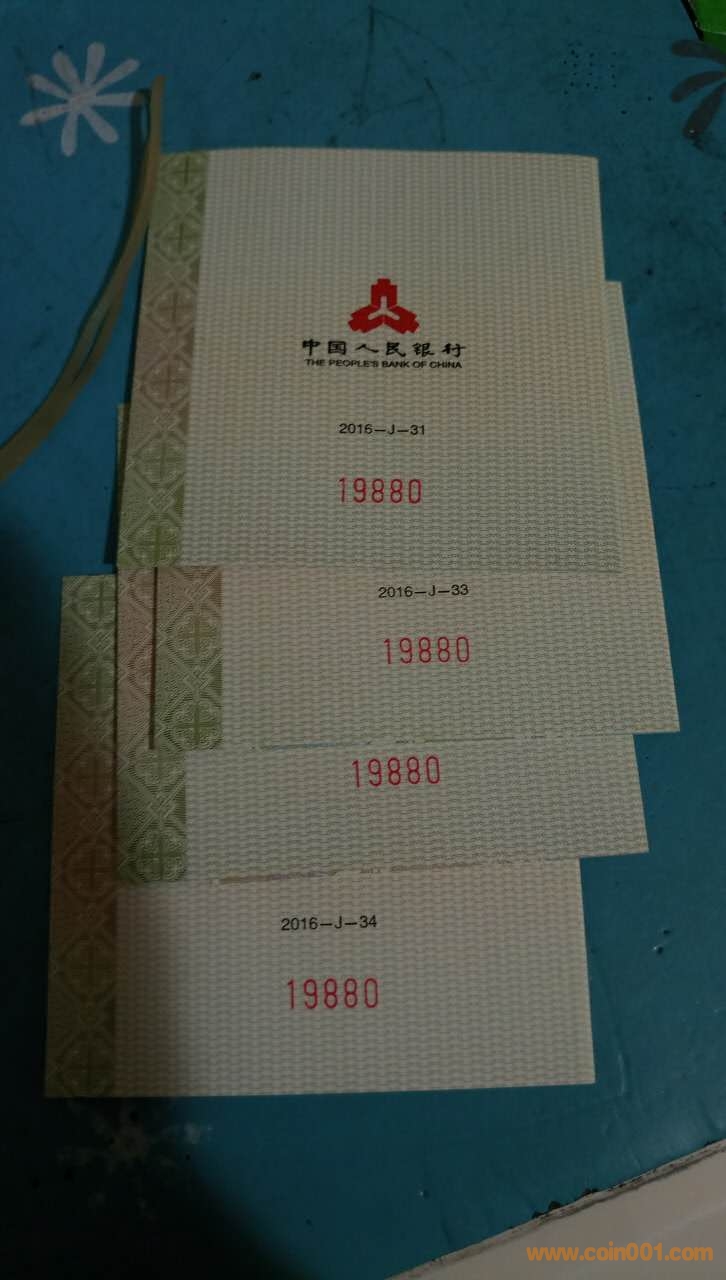 中国人民银行
THE PEOPLE'S BANK OF CHINA
2016-J-31
19880
2016-J-33
19880
19880
2016-J-34
19880
www.coin001.com